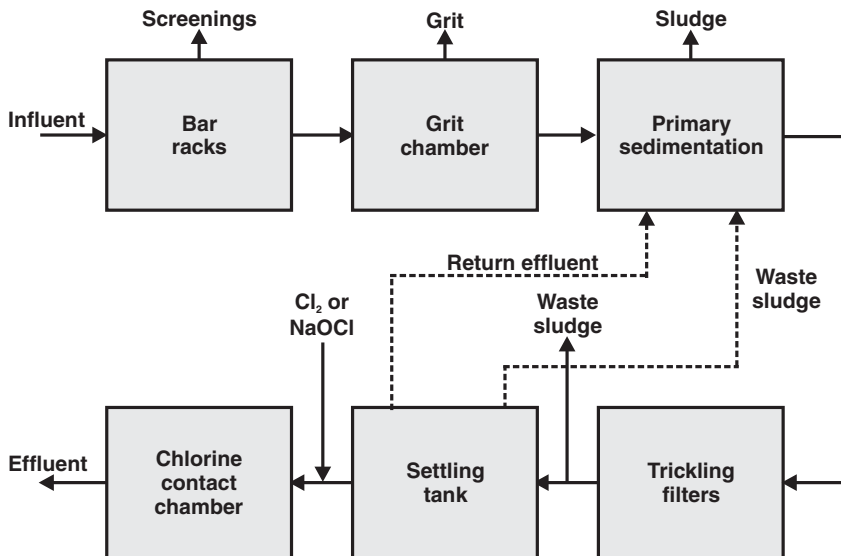 Screenings
Grit
Sludge
Influent
Bar
racks
Grit
chamber
Primary
sedimentation
Return effluent
Waste
sludge
Cl₂ or
NaOCl
Waste
sludge
Effluent
Chlorine
contact
chamber
Settling
tank
Trickling
filters